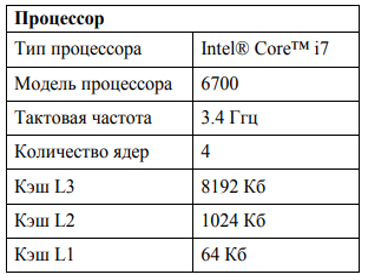 Процессор
Тип процессора Intel® Core™ i7
Модель процессора 6700
Тактовая частота 3.4 Ггц
Количество ядер 4
Кэш L3 8192 Кб
Кэш L2 1024 Кб
Кэш L1 64 Кб